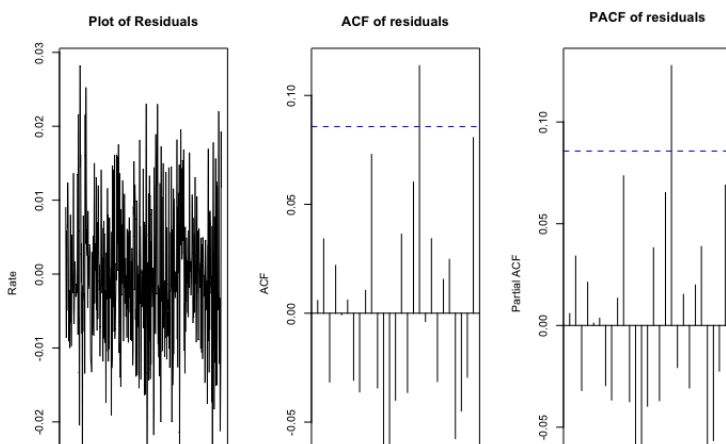 Plot of Residuals
Rate
0.03
0.02
0.01
0.00
-0.01
-0.02
ACF of residuals
ACF
0.10
0.05
0.00
-0.05
PACF of residuals
Partial ACF
0.10
0.05
0.00
-0.05